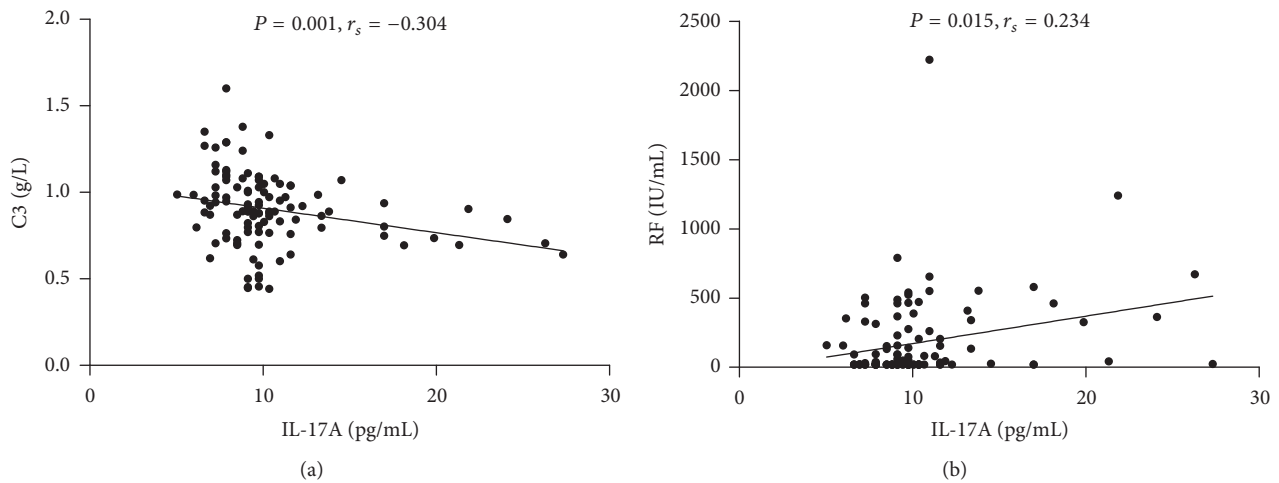 P = 0.001, rs = −0.304
2.0
1.5
1.0
0.5
0.0
C3 (g/L)
0 10 20 30
IL-17A (pg/mL)
(a)
P = 0.015, rs = 0.234
2500
2000
1500
1000
500
0
RF (IU/mL)
0 10 20 30
IL-17A (pg/mL)
(b)